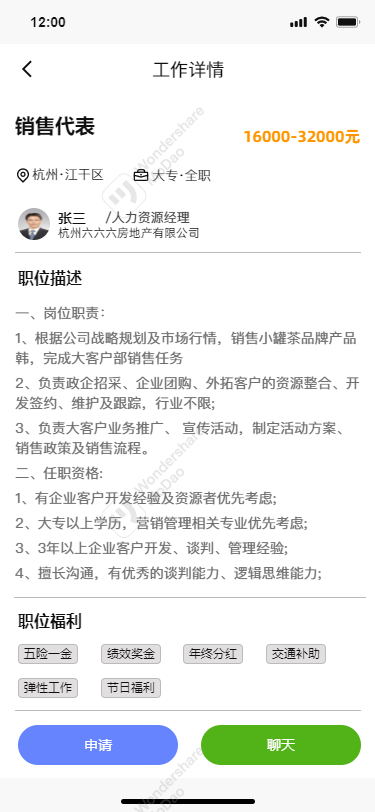 12:00
工作详情
销售代表
16000-32000元
杭州·江干区
大专·全职
张三 /人力资源经理
杭州六六六房地产有限公司
职位描述
一、岗位职责：
1、根据公司战略规划及市场行情，销售小罐茶品牌产品
韩，完成大客户部销售任务
2、负责政企招采、企业团购、外拓客户的资源整合、开
发签约、维护及跟踪，行业不限;
3、负责大客户业务推广、 宣传活动，制定活动方案、
销售政策及销售流程。
二、任职资格:
1、有企业客户开发经验及资源者优先考虑;
2、大专以上学历，营销管理相关专业优先考虑;
3、3年以上企业客户开发、谈判、管理经验;
4、擅长沟通，有优秀的谈判能力、逻辑思维能力;
职位福利
五险一金 绩效奖金 年终分红 交通补助
弹性工作 节日福利
申请 聊天
Wondershare
MoDao
Wondershare
MoDao
Wondershare
MoDao